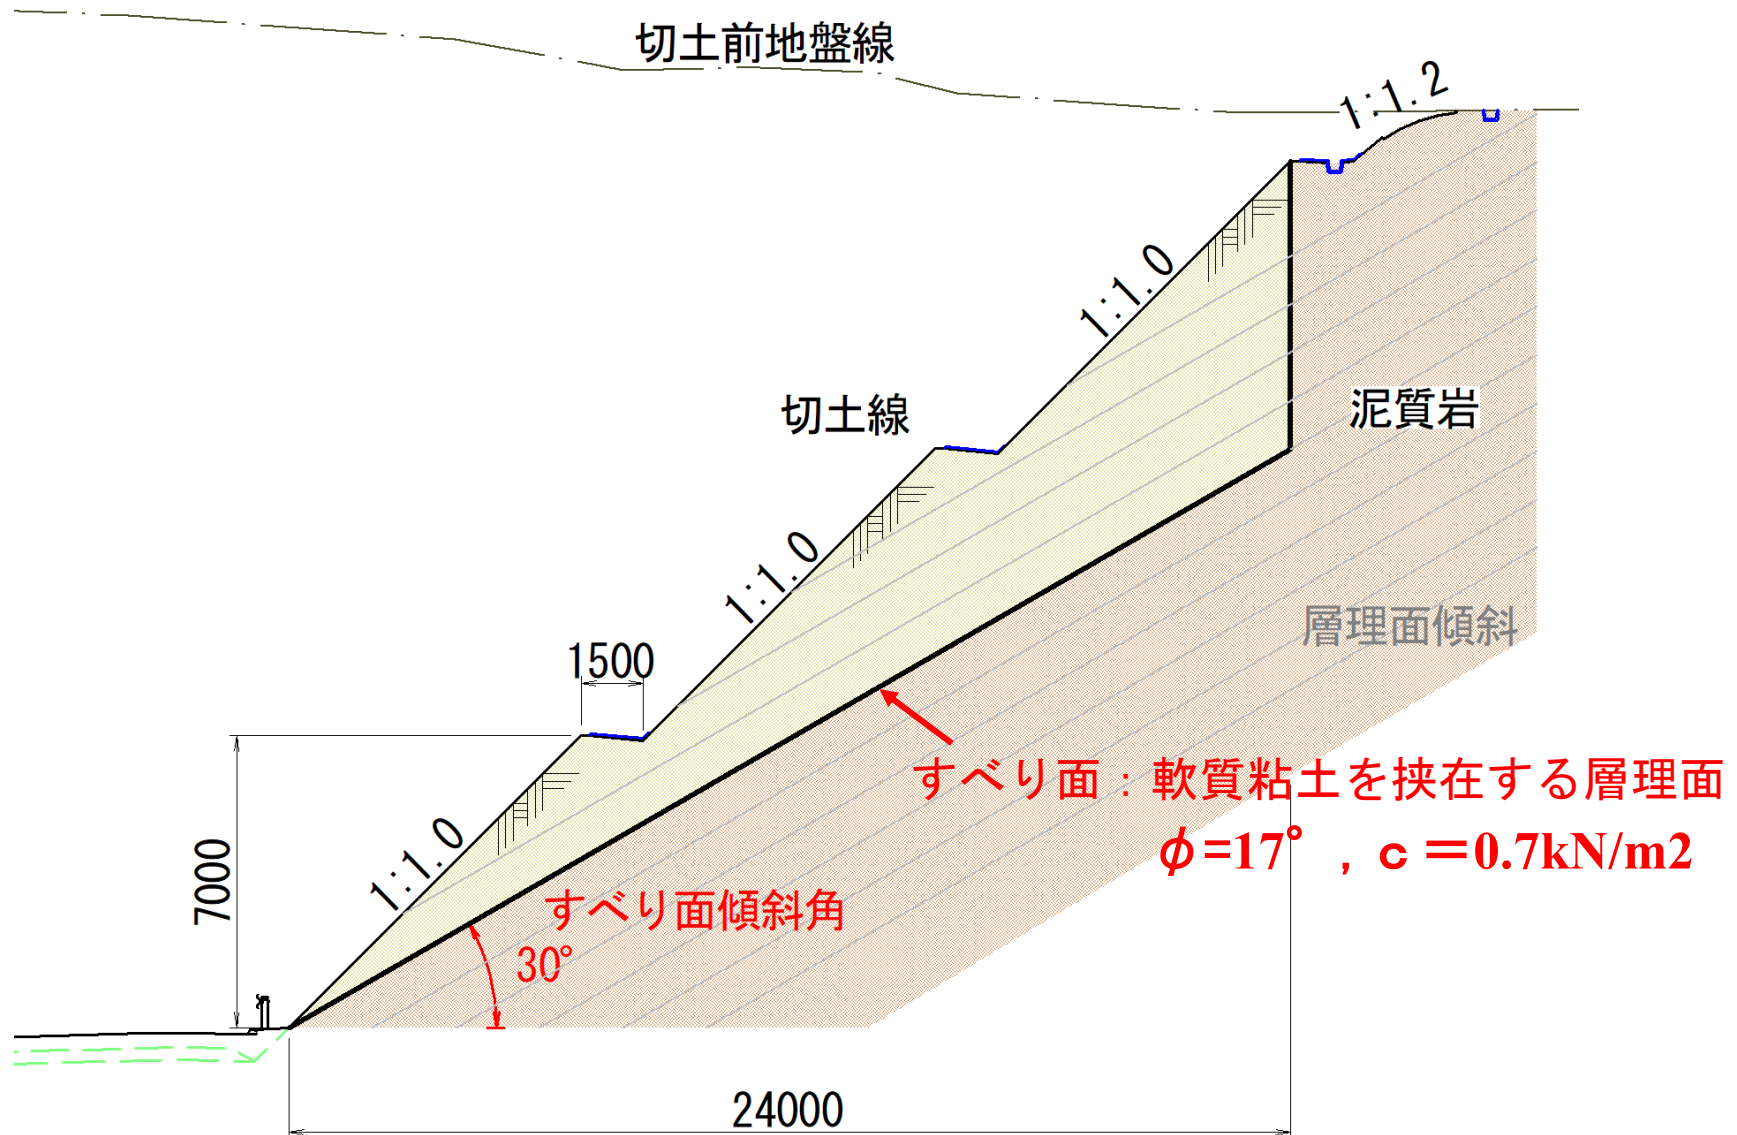 切土前地盤線
1:1.2
1:1.0
切土線
泥質岩
1:1.0
層理面傾斜
1500
すべり面：軟質粘土を挟在する層理面
φ=17°，ｃ＝0.7kN/m2
1:1.0
7000
すべり面傾斜角
30°
24000